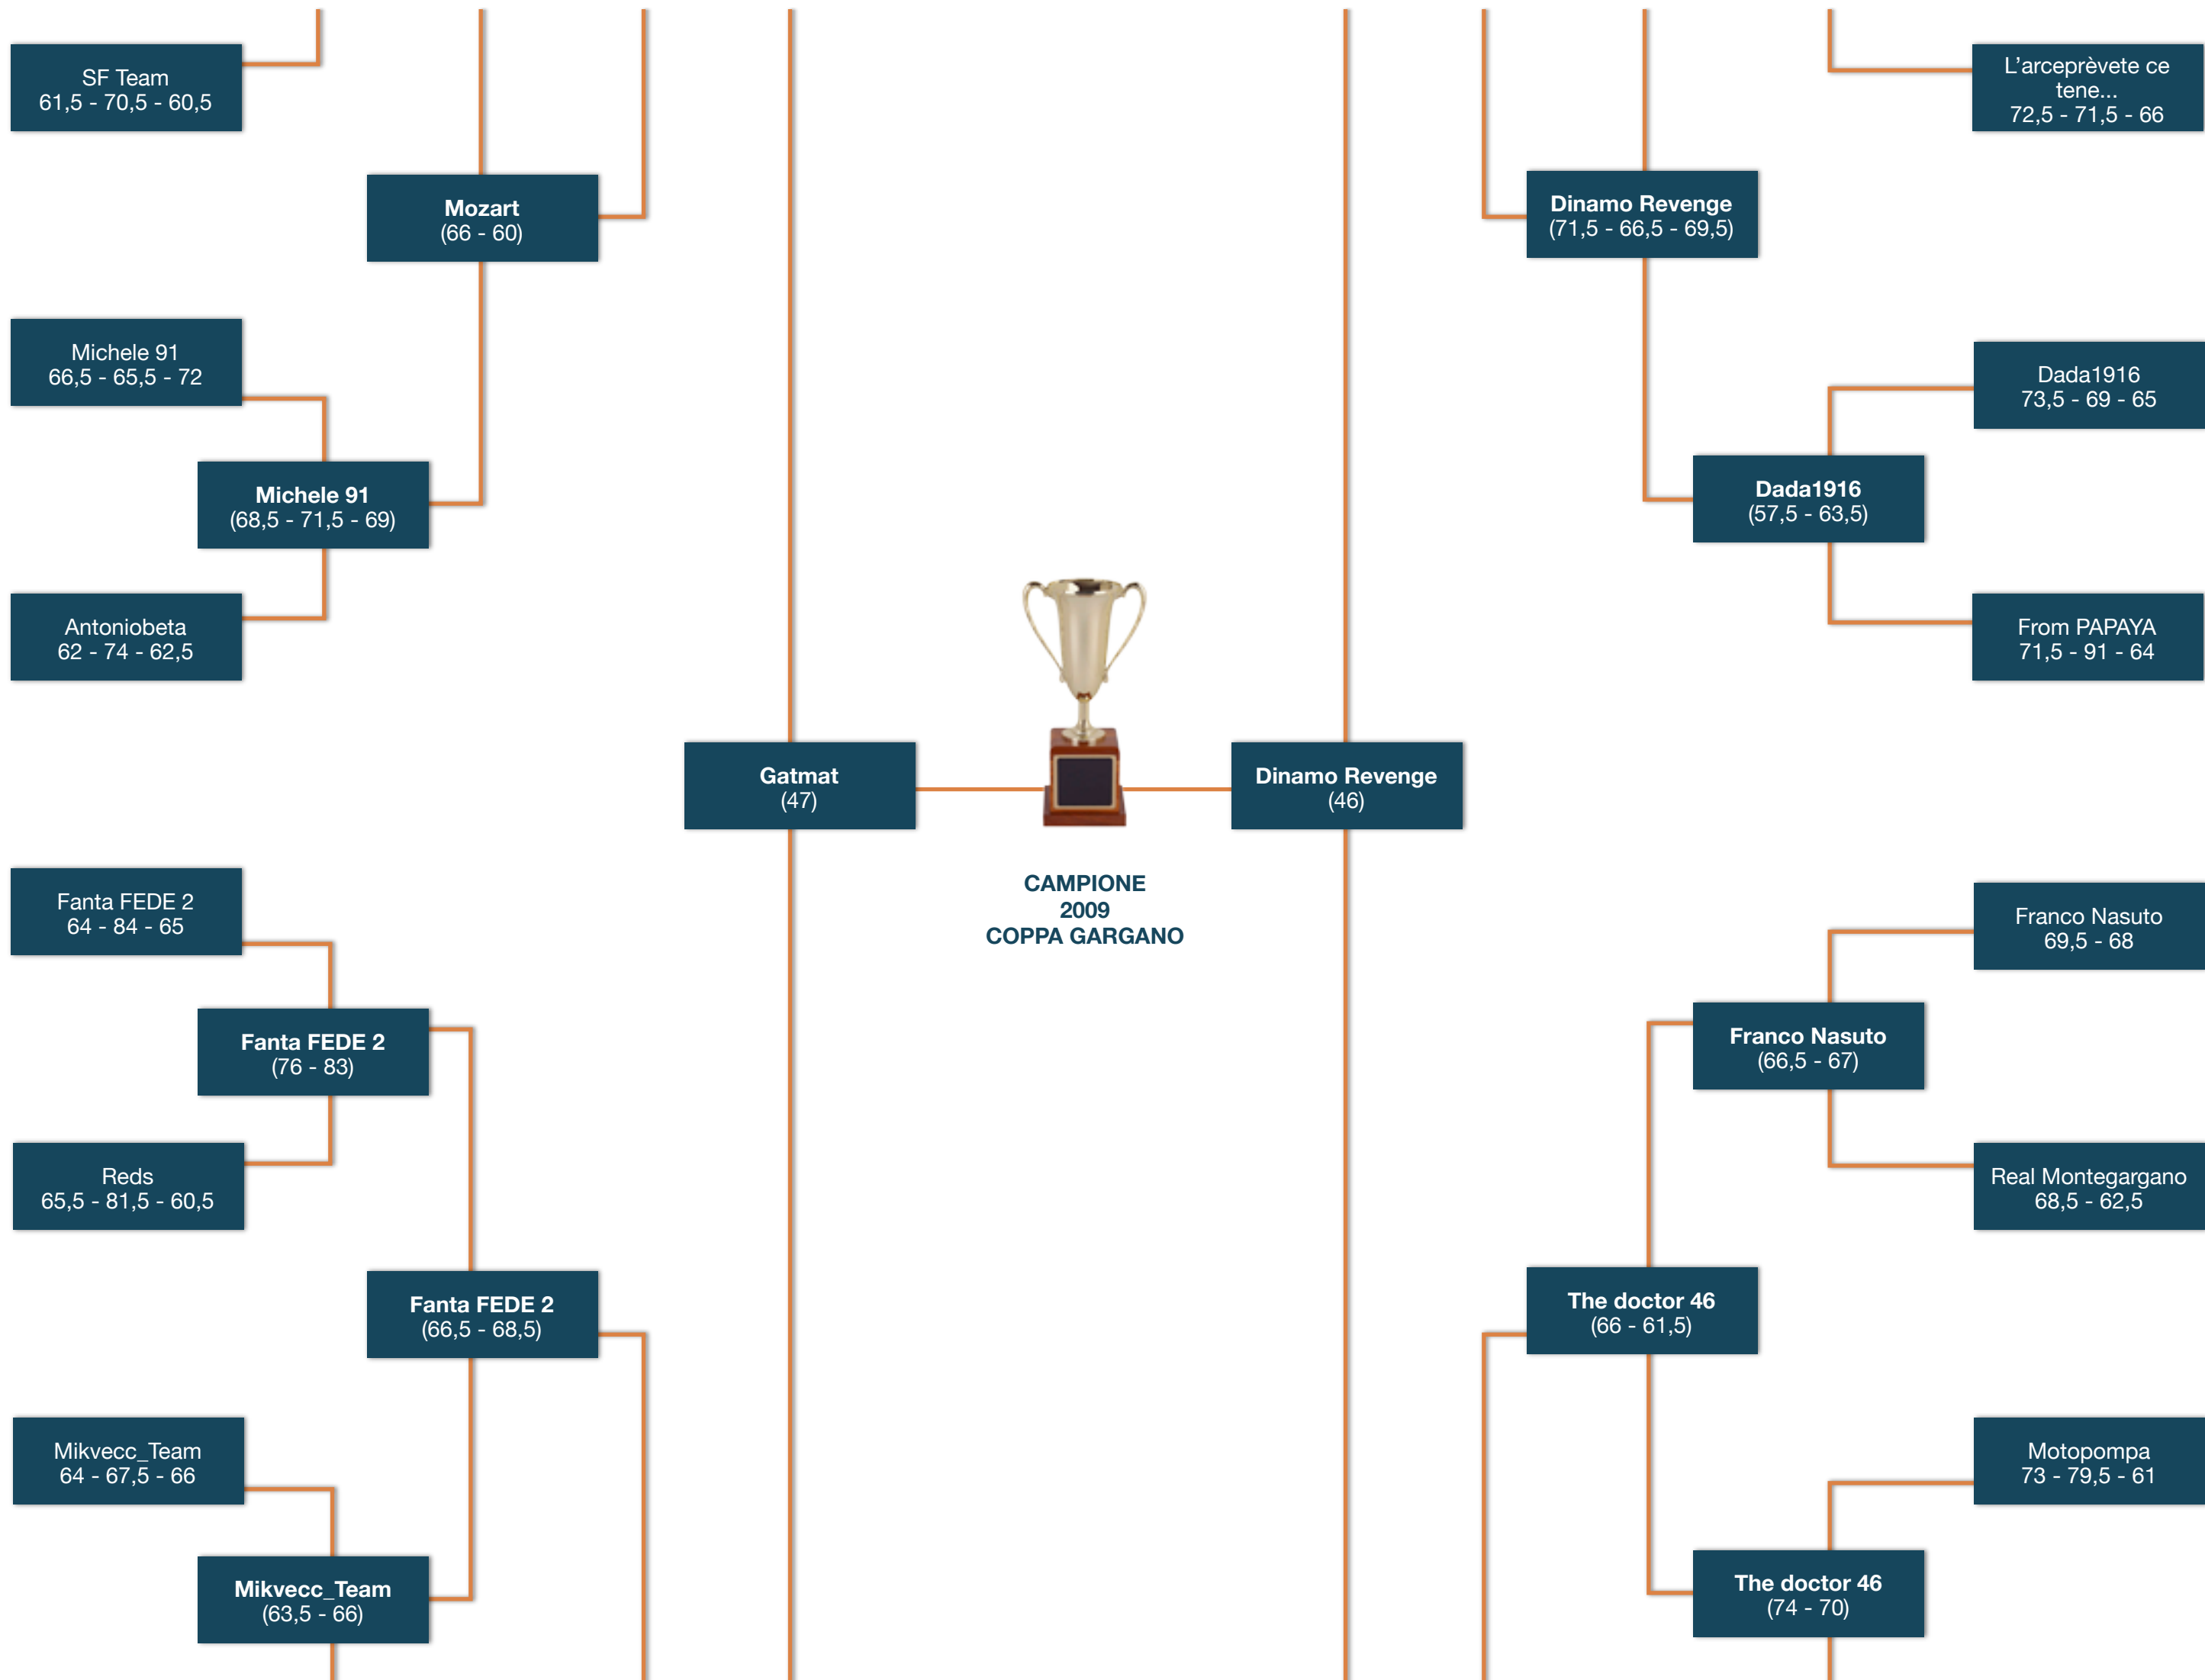 SF Team
61,5 - 70,5 - 60,5
L'arceprèvete ce
tene...
72,5 - 71,5 - 66
Mozart
(66 - 60)
Dinamo Revenge
(71,5 - 66,5 - 69,5)
Michele 91
66,5 - 65,5 - 72
Dada1916
73,5 - 69 - 65
Michele 91
(68,5 - 71,5 - 69)
Dada1916
(57,5 - 63,5)
Antoniobeta
62 - 74 - 62,5
From PAPAYA
71,5 - 91 - 64
Gatmat
(47)
Dinamo Revenge
(46)
CAMPIONE
2009
COPPA GARGANO
Fanta FEDE 2
64 - 84 - 65
Franco Nasuto
69,5 - 68
Fanta FEDE 2
(76 - 83)
Franco Nasuto
(66,5 - 67)
Reds
65,5 - 81,5 - 60,5
Real Montegargano
68,5 - 62,5
Fanta FEDE 2
(66,5 - 68,5)
The doctor 46
(66 - 61,5)
Mikvecc_Team
64 - 67,5 - 66
Motopompa
73 - 79,5 - 61
Mikvecc_Team
(63,5 - 66)
The doctor 46
(74 - 70)